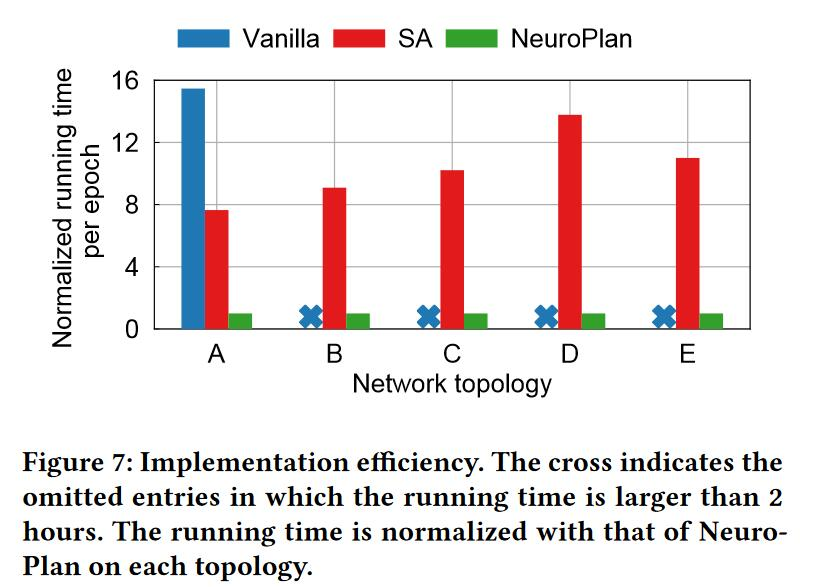 Vanilla SA NeuroPlan
Normalized running time
per epoch
16
12
8
4
0
A B C D E
Network topology
Figure 7: Implementation efficiency. The cross indicates the
omitted entries in which the running time is larger than 2
hours. The running time is normalized with that of Neuro-
Plan on each topology.